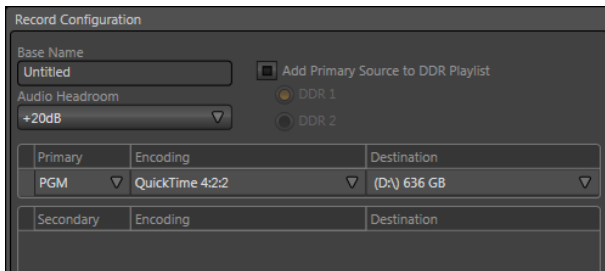 Record Configuration
Base Name
Untitled
Add Primary Source to DDR Playlist
Audio Headroom
DDR 1
+20dB
DDR 2
Primary Encoding Destination
PGM QuickTime 4:2:2 (D:\) 636 GB
Secondary Encoding Destination